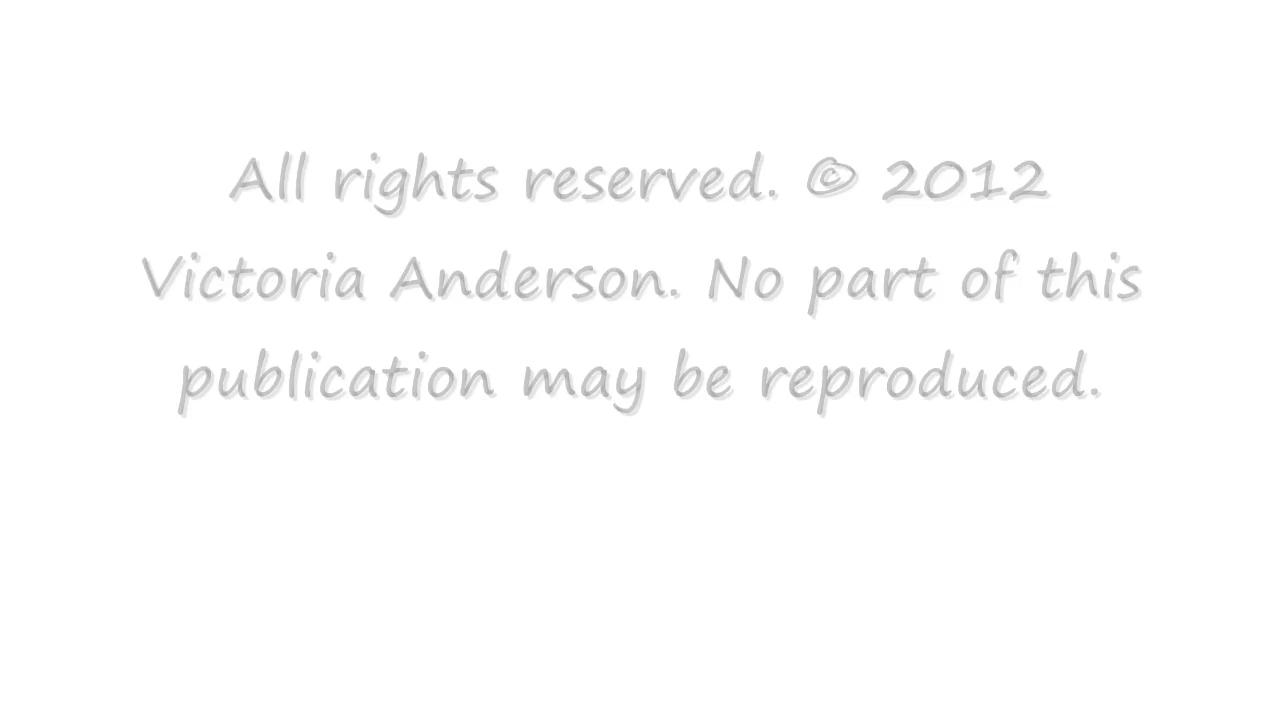 All rights reserved. © 2012
Victoria Anderson. No part of this
publication may be reproduced.